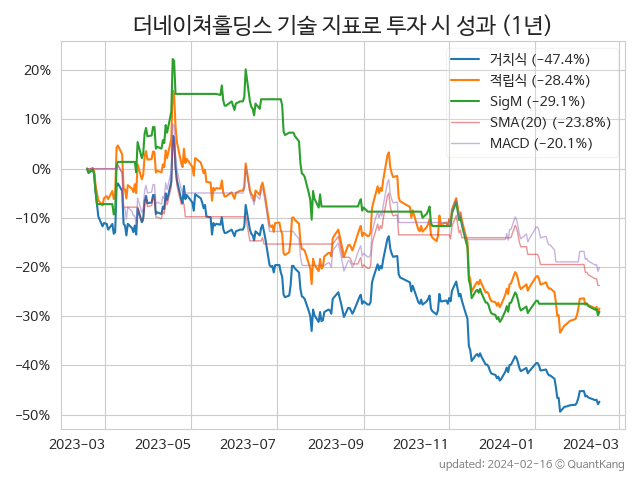 더네이쳐홀딩스 기술 지표로 투자 시 성과 (1년)
거치식 (−47.4%)
적립식 (−28.4%)
SigM (−29.1%)
SMA(20) (−23.8%)
MACD (−20.1%)
20%
10%
0%
−10%
−20%
−30%
−40%
−50%
2023−03 2023−05 2023−07 2023−09 2023−11 2024−01 2024−03
updated: 2024−02−16 © QuantKang